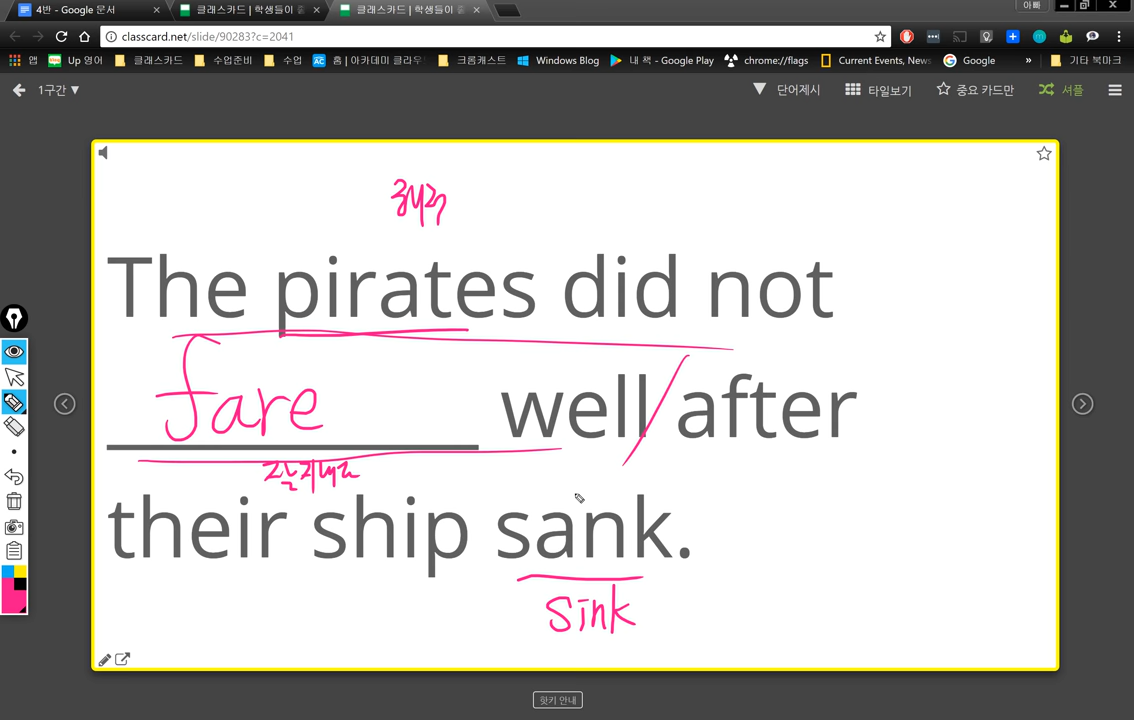 4반 - Google 문서
클래스카드 | 학생들이 클
클래스카드 | 학생들이 클
아빠
classcard.net/slide/90283?c=2041
앱 Up 영어 클래스카드 수업준비 수업 홈 | 아카데미 클라우 크롬캐스트 Windows Blog 내 책 - Google Play chrome://flags Current Events, News Google » 기타 북마크
1구간 ▼ 단어제시 타일보기 중요 카드만 셔플
해적
The pirates did not
fare well / after
잘지내다
their ship sank.
sink
핫키 안내